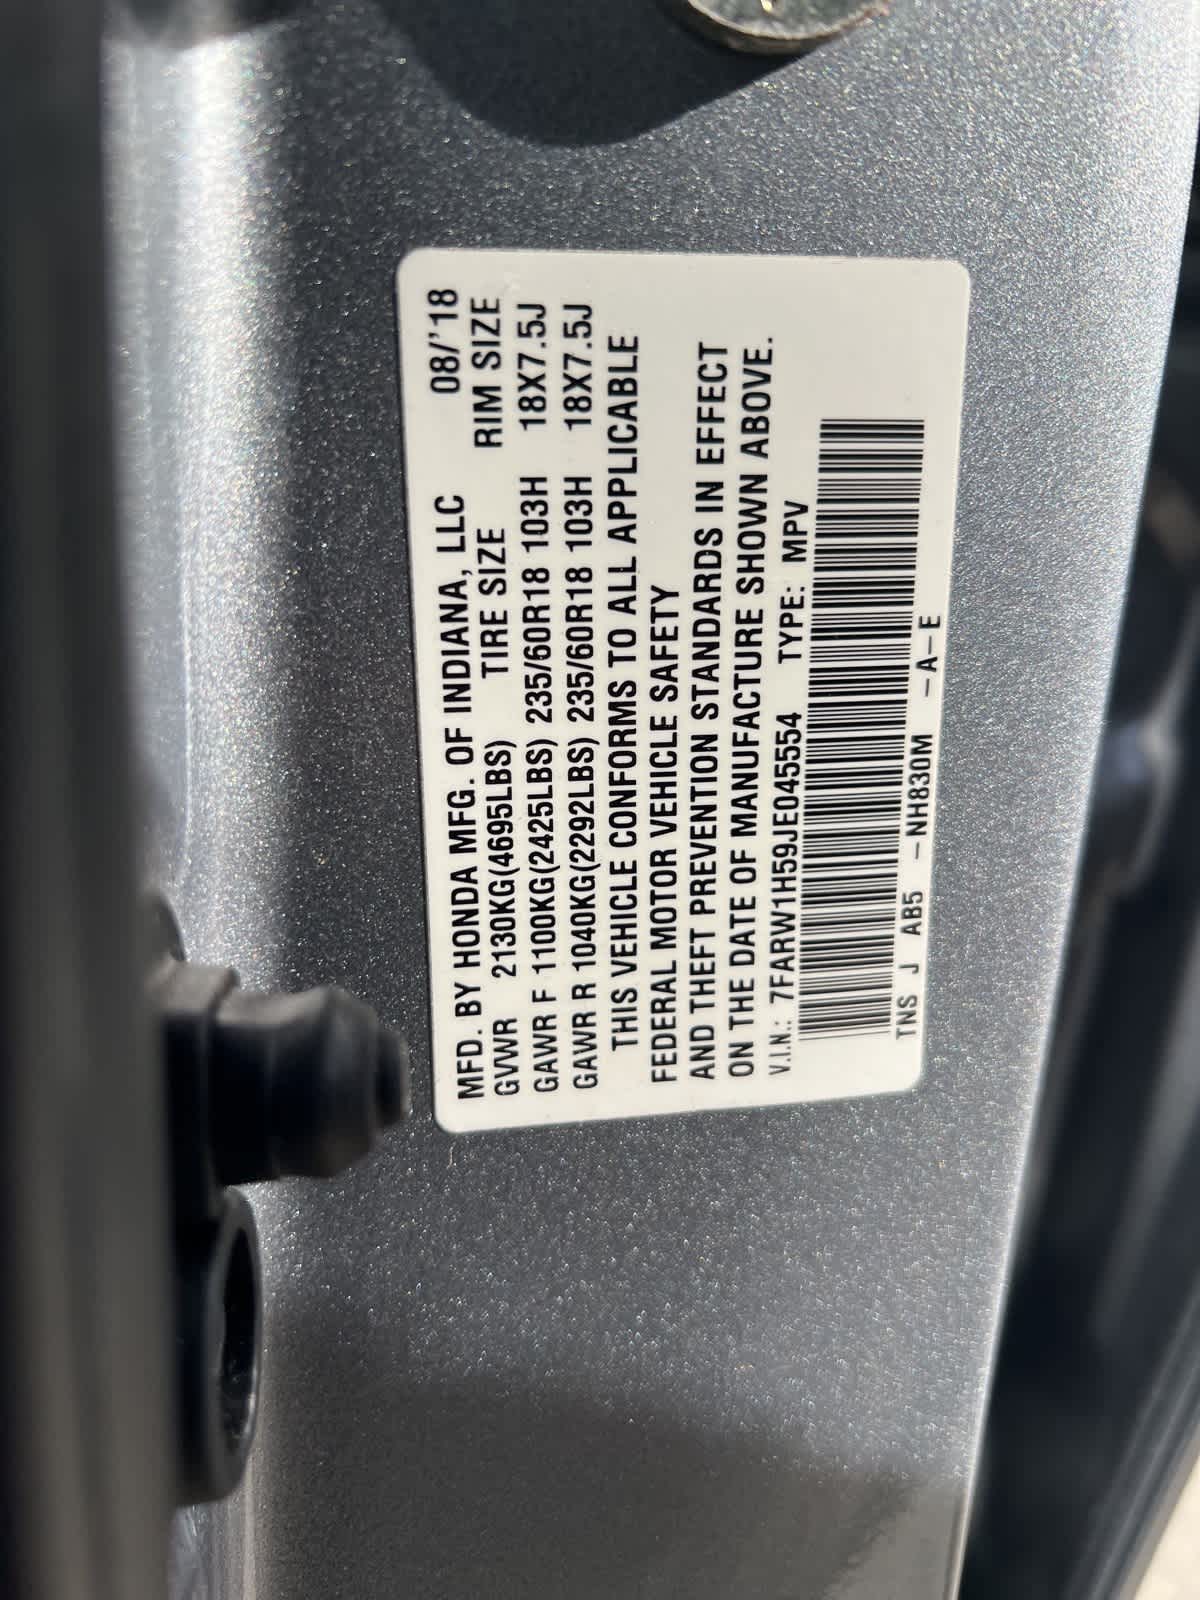 MFD. BY HONDA MFG. OF INDIANA, LLC 08/'18
GVWR 2130KG(4695LBS) TIRE SIZE RIM SIZE
GAWR F 1100KG(2425LBS) 235/60R18 103H 18X7.5J
GAWR R 1040KG(2292LBS) 235/60R18 103H 18X7.5J
THIS VEHICLE CONFORMS TO ALL APPLICABLE
FEDERAL MOTOR VEHICLE SAFETY
AND THEFT PREVENTION STANDARDS IN EFFECT
ON THE DATE OF MANUFACTURE SHOWN ABOVE.
V.I.N.: 7FARW1H59JE045554 TYPE: MPV
TNS J AB5 -NH830M -A-E